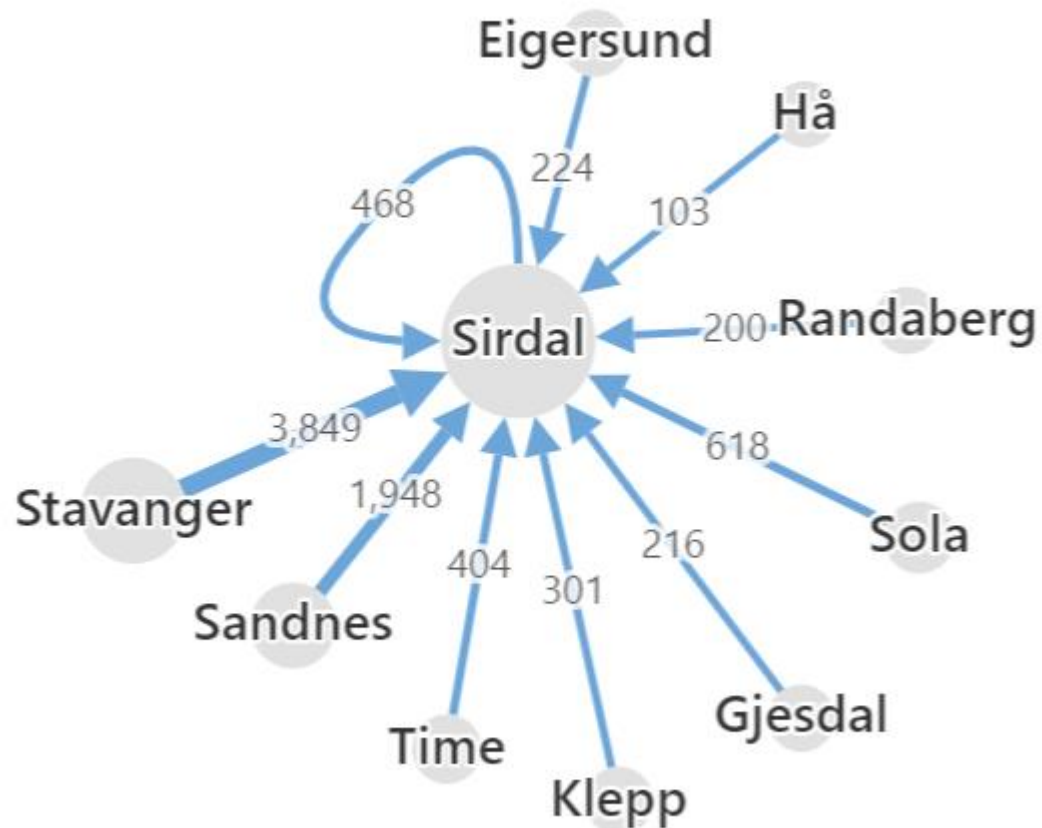 Eigersund
Hå
224
468
103
Randaberg
200
Sirdal
3,849
618
1,948
Stavanger
Sola
216
404
301
Sandnes
Gjesdal
Time
Klepp